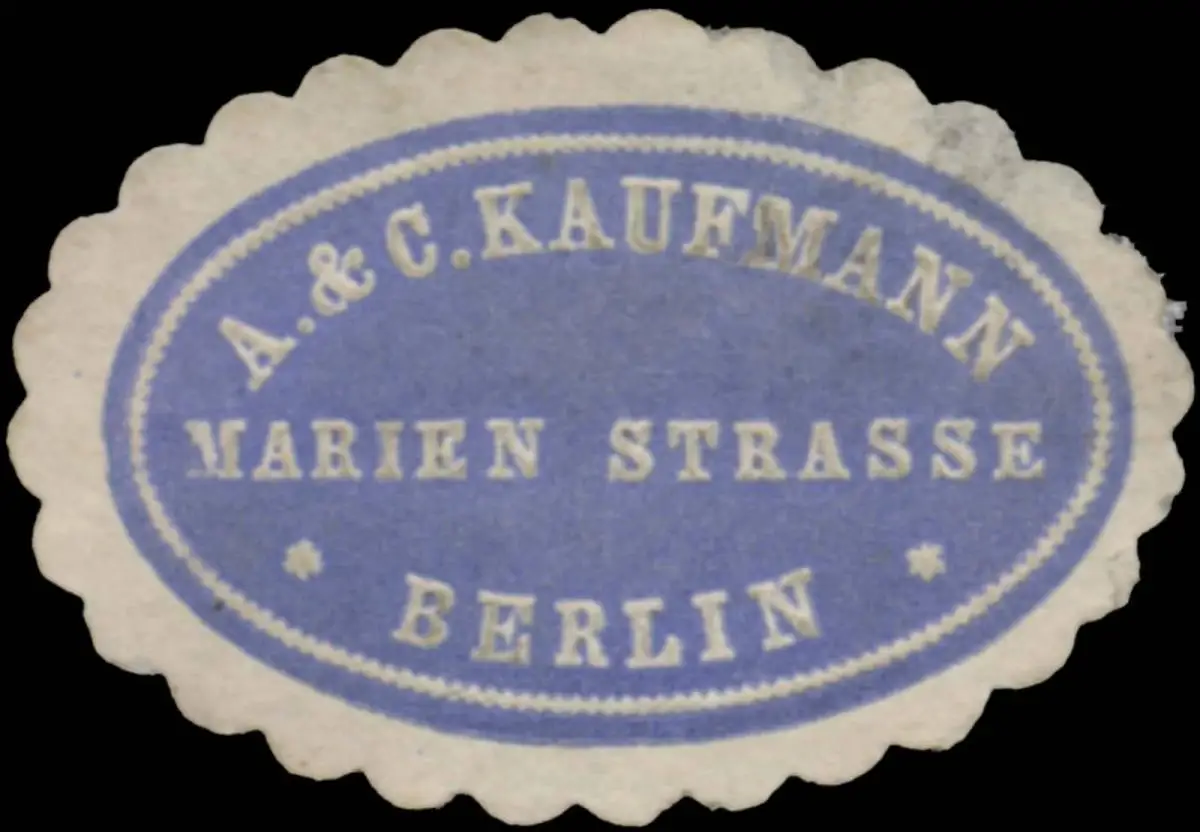 A. & C. KAUFMANN
MARIEN STRASSE
* BERLIN *